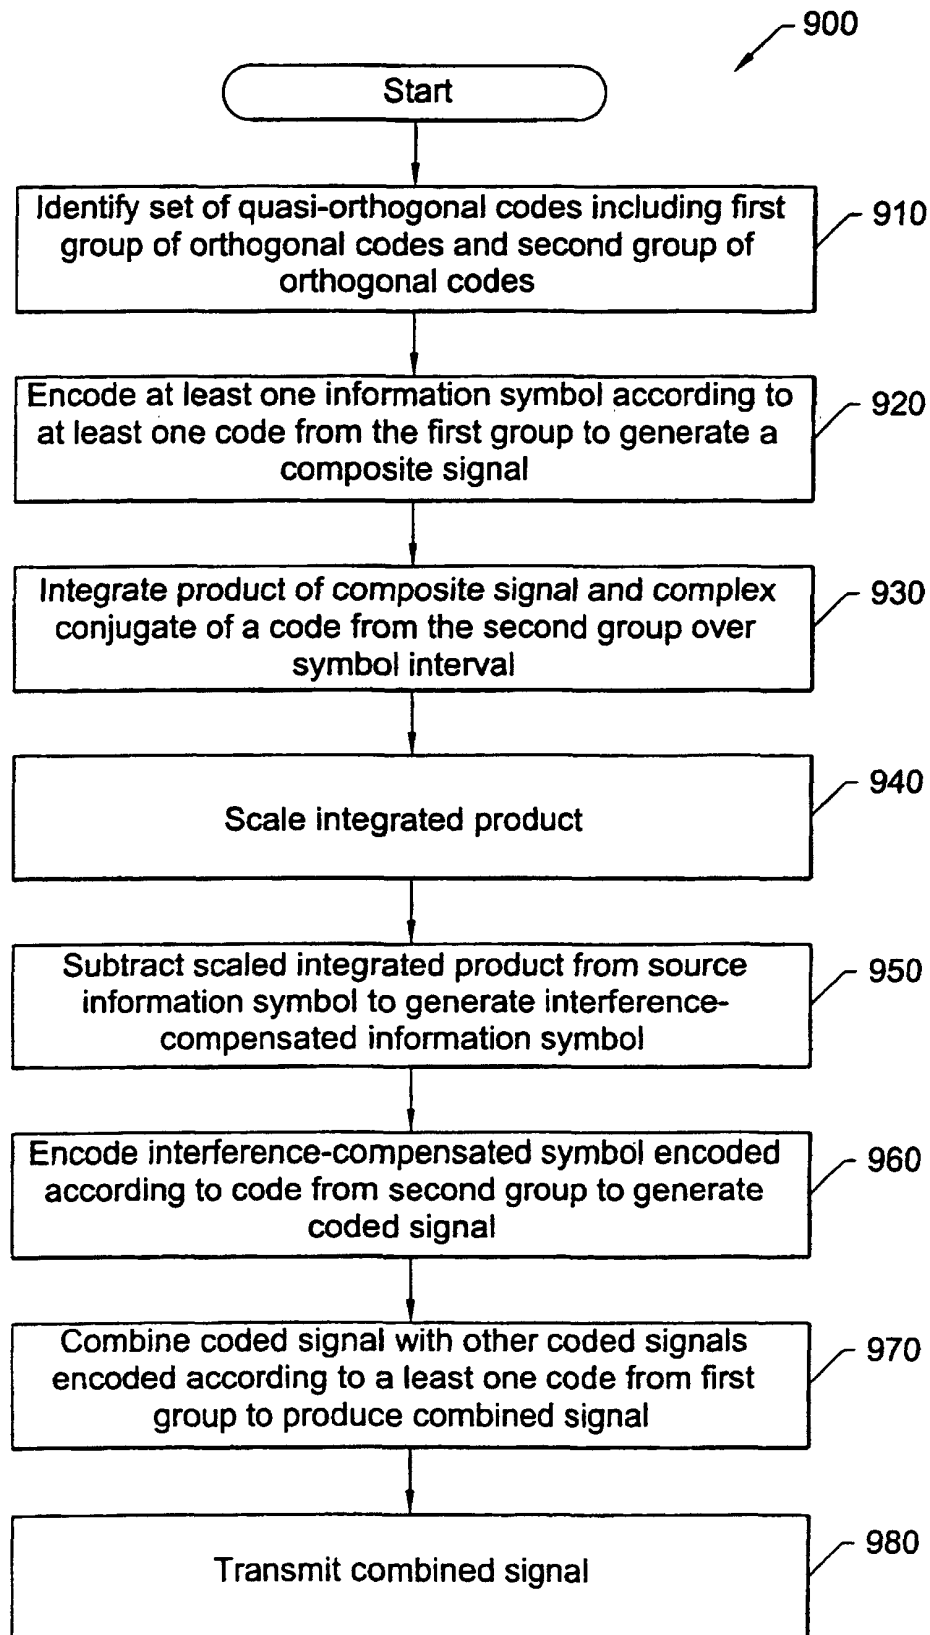 900
Start
Identify set of quasi-orthogonal codes including first
group of orthogonal codes and second group of
orthogonal codes
910
Encode at least one information symbol according to
at least one code from the first group to generate a
composite signal
920
Integrate product of composite signal and complex
conjugate of a code from the second group over
symbol interval
930
Scale integrated product
940
Subtract scaled integrated product from source
information symbol to generate interference-
compensated information symbol
950
Encode interference-compensated symbol encoded
according to code from second group to generate
coded signal
960
Combine coded signal with other coded signals
encoded according to a least one code from first
group to produce combined signal
970
Transmit combined signal
980